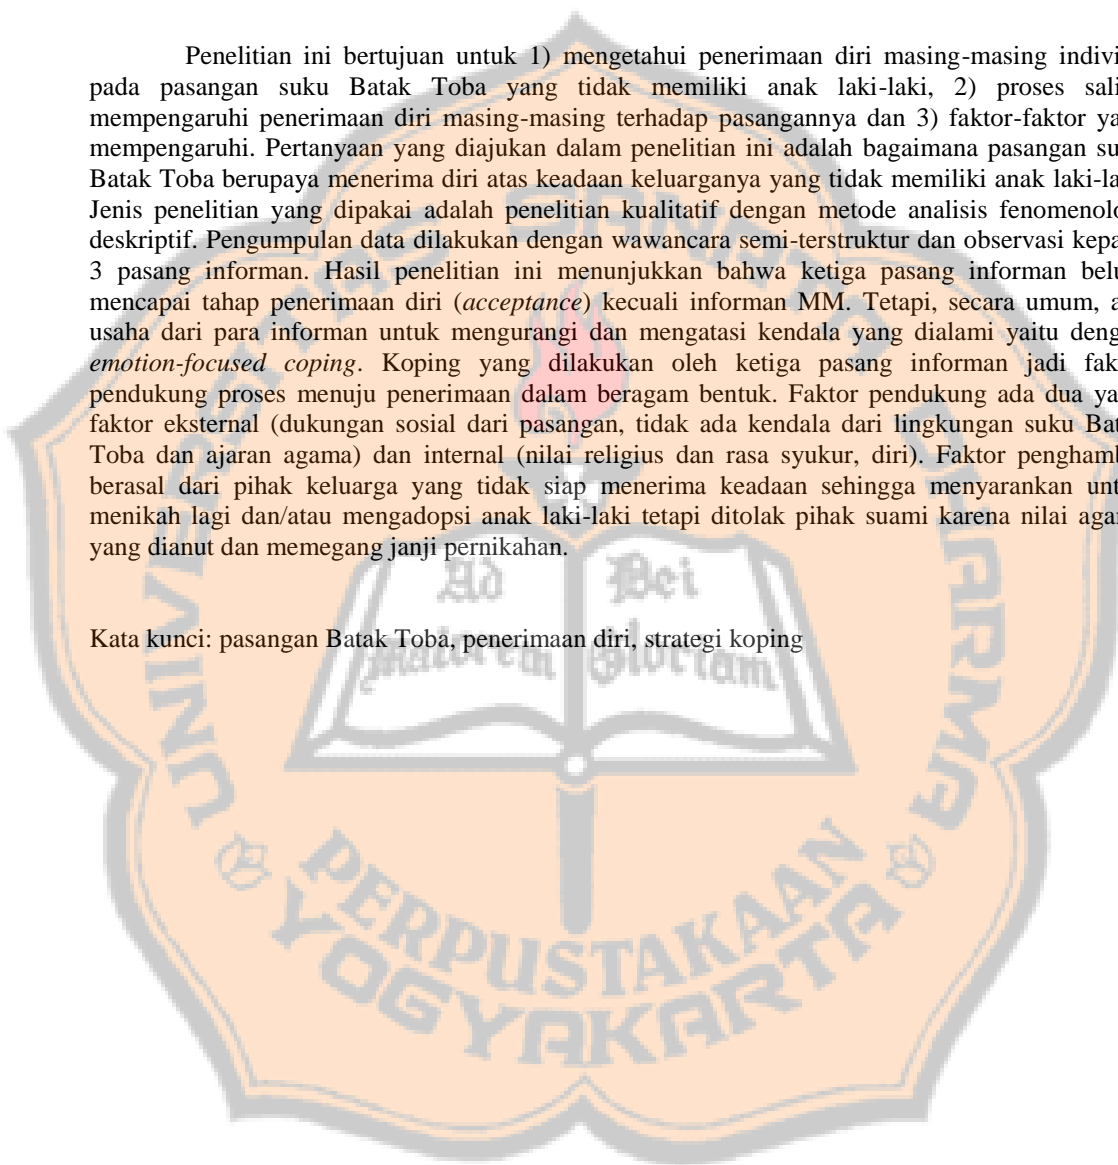 Penelitian ini bertujuan untuk 1) mengetahui penerimaan diri masing-masing indivi
pada pasangan suku Batak Toba yang tidak memiliki anak laki-laki, 2) proses sali
mempengaruhi penerimaan diri masing-masing terhadap pasangannya dan 3) faktor-faktor ya
mempengaruhi. Pertanyaan yang diajukan dalam penelitian ini adalah bagaimana pasangan su
Batak Toba berupaya menerima diri atas keadaan keluarganya yang tidak memiliki anak laki-la
Jenis penelitian yang dipakai adalah penelitian kualitatif dengan metode analisis fenomenolo
deskriptif. Pengumpulan data dilakukan dengan wawancara semi-terstruktur dan observasi kepa
3 pasang informan. Hasil penelitian ini menunjukkan bahwa ketiga pasang informan belu
mencapai tahap penerimaan diri (acceptance) kecuali informan MM. Tetapi, secara umum, a
usaha dari para informan untuk mengurangi dan mengatasi kendala yang dialami yaitu deng
emotion-focused coping. Koping yang dilakukan oleh ketiga pasang informan jadi fak
pendukung proses menuju penerimaan dalam beragam bentuk. Faktor pendukung ada dua ya
faktor eksternal (dukungan sosial dari pasangan, tidak ada kendala dari lingkungan suku Bat
Toba dan ajaran agama) dan internal (nilai religius dan rasa syukur, diri). Faktor penghamb
berasal dari pihak keluarga yang tidak siap menerima keadaan sehingga menyarankan unt
menikah lagi dan/atau mengadopsi anak laki-laki tetapi ditolak pihak suami karena nilai aga
yang dianut dan memegang janji pernikahan.
Kata kunci: pasangan Batak Toba, penerimaan diri, strategi koping
UNIVERSITAS SANATA DHARMA
Ad Dei
Maiorem Gloriam
PERPUSTAKAAN
YOGYAKARTA